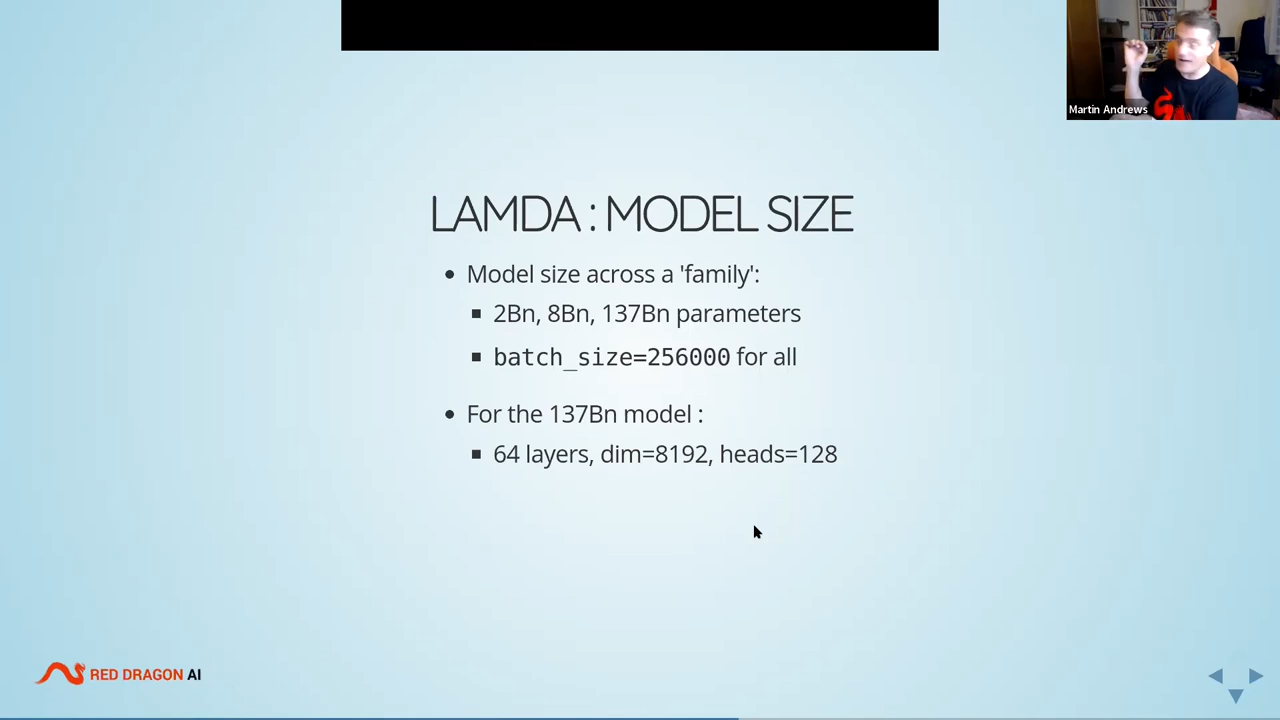 Martin Andrews
LAMDA : MODEL SIZE
Model size across a 'family':
2Bn, 8Bn, 137Bn parameters
batch_size=256000 for all
For the 137Bn model :
64 layers, dim=8192, heads=128
RED DRAGON AI